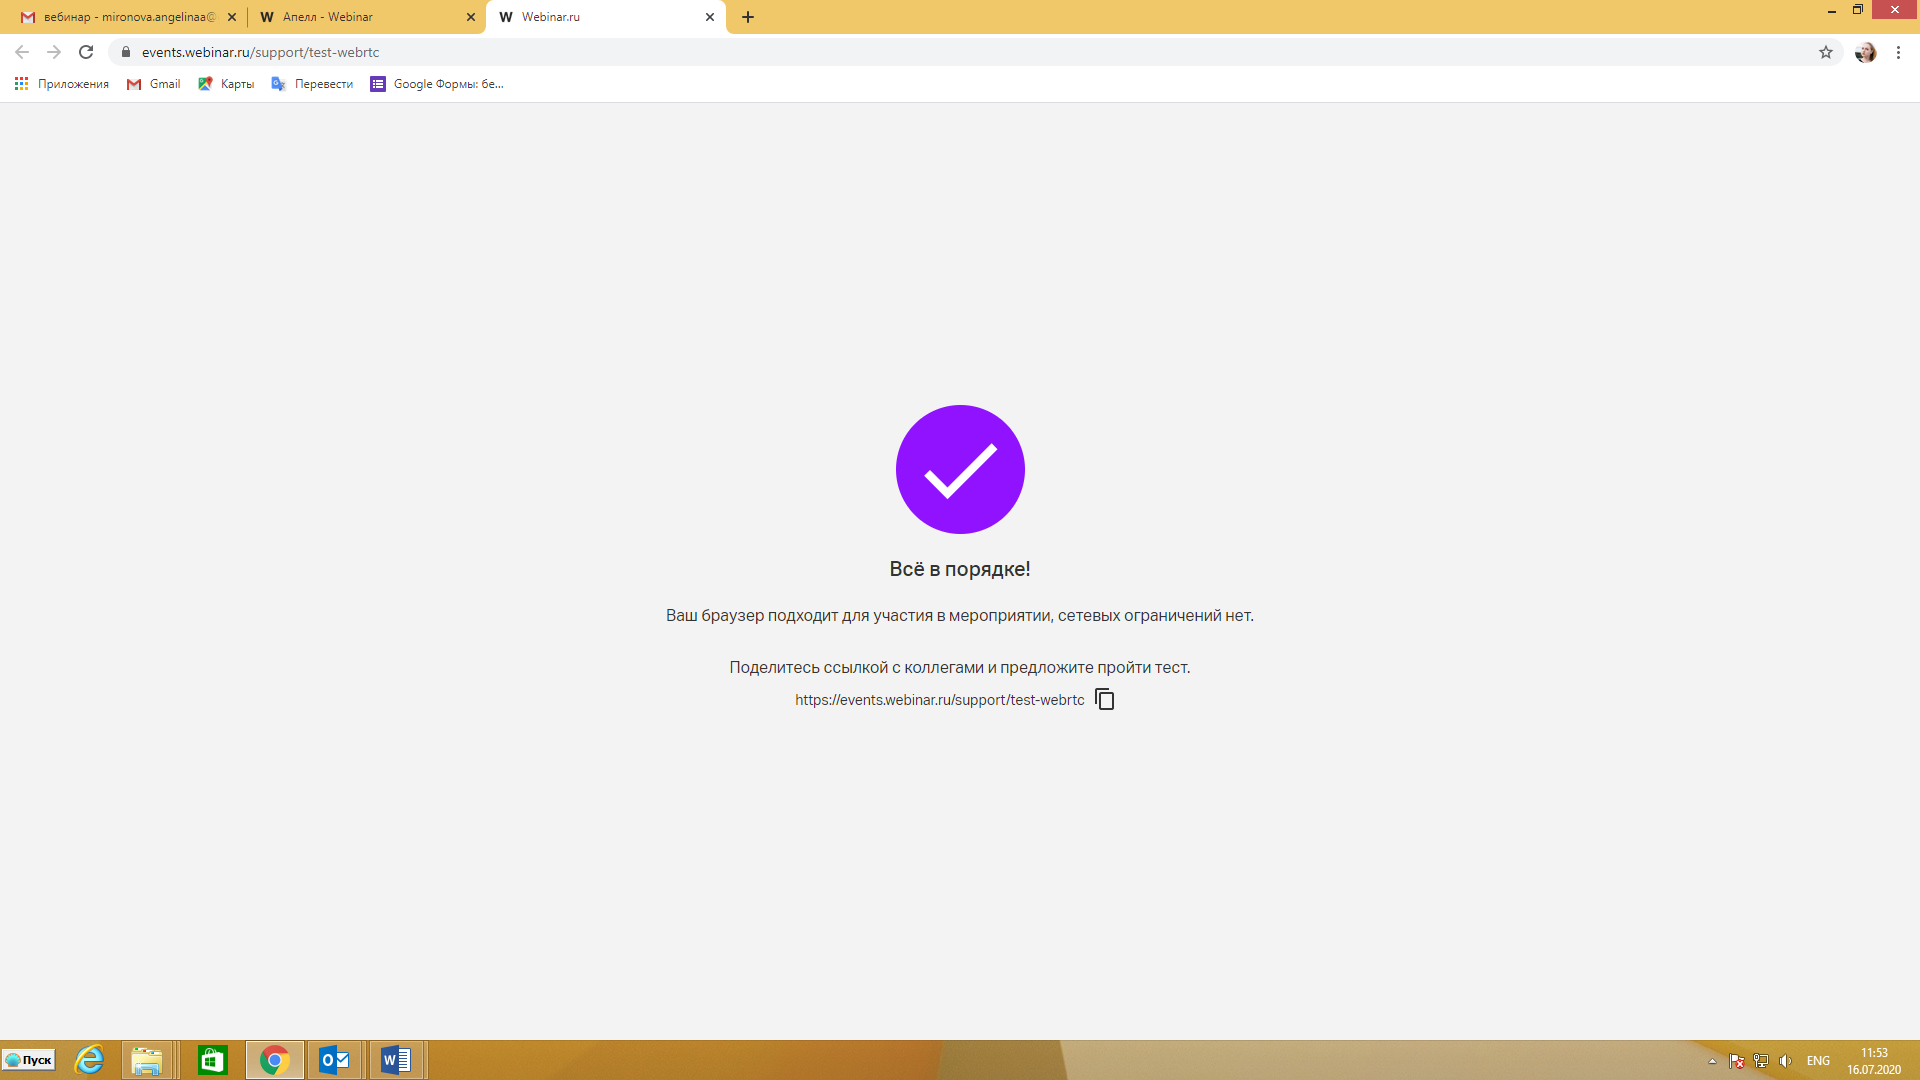 вебинар - mironova.angelinaa@
Апелл - Webinar
Webinar.ru
events.webinar.ru/support/test-webrtc
Приложения
Gmail
Карты
Перевести
Google Формы: бе...
Всё в порядке!
Ваш браузер подходит для участия в мероприятии, сетевых ограничений нет.
Поделитесь ссылкой с коллегами и предложите пройти тест.
https://events.webinar.ru/support/test-webrtc
Пуск
ENG
11:53
16.07.2020